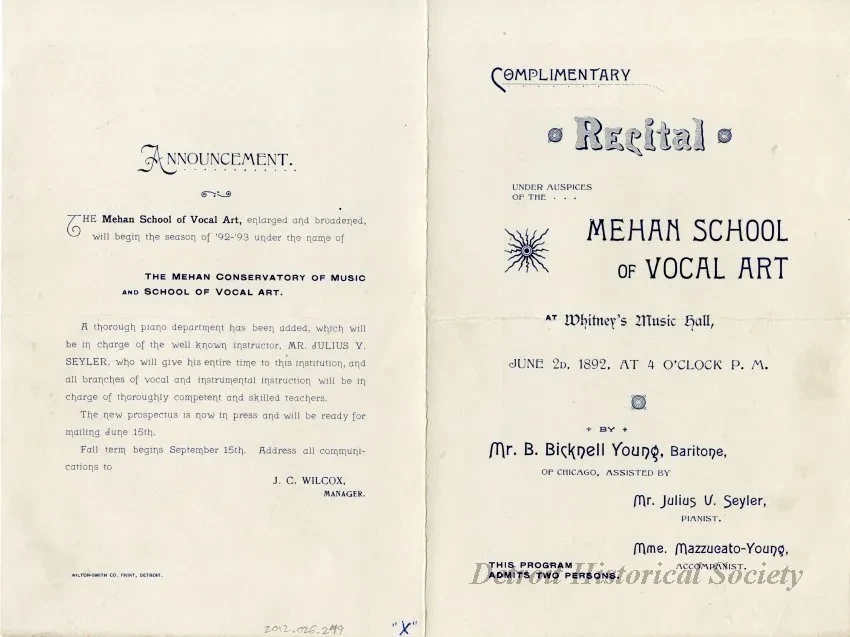 ANNOUNCEMENT.
THE Mehan School of Vocal Art, enlarged and broadened,
will begin the season of '92-'93 under the name of
THE MEHAN CONSERVATORY OF MUSIC
AND SCHOOL OF VOCAL ART.
A thorough piano department has been added, which will
be in charge of the well known instructor, MR. JULIUS V.
SEYLER, who will give his entire time to this institution, and
all branches of vocal and instrumental instruction will be in
charge of thoroughly competent and skilled teachers.
The new prospectus is now in press and will be ready for
mailing June 15th.
Fall term begins September 15th. Address all communi-
cations to
J. C. WILCOX,
MANAGER.
WILTON-SMITH CO. PRINT, DETROIT.
2012.026.249
"X"
COMPLIMENTARY
Recital
UNDER AUSPICES
OF THE . . .
MEHAN SCHOOL
OF VOCAL ART
AT Whitney's Music Hall,
JUNE 2D. 1892. AT 4 O'CLOCK P. M.
+ BY +
Mr. B. Bicknell Young, Baritone,
OF CHICAGO, ASSISTED BY
Mr. Julius V. Seyler,
PIANIST.
Mme. Mazzucato-Young,
ACCOMPANIST.
THIS PROGRAM
ADMITS TWO PERSONS.
Detroit Historical Society